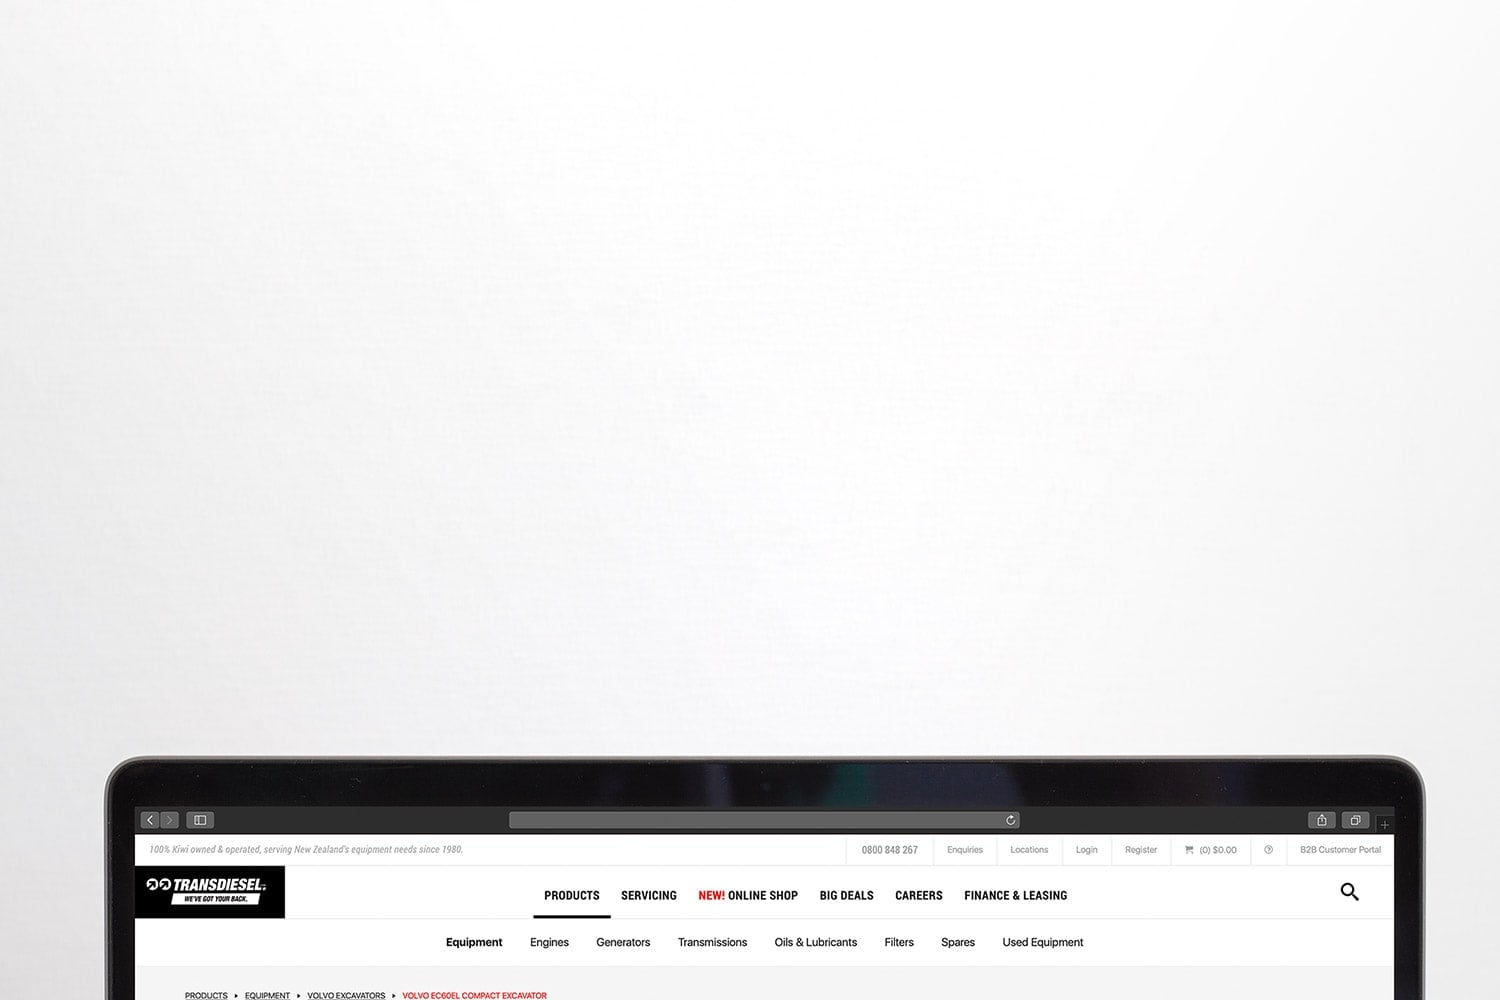 100% Kiwi owned & operated, serving New Zealand's equipment needs since 1980.
0800 848 267 Enquiries Locations Login Register (0) $0.00 B2B Customer Portal
TRANSDIESEL
WE'VE GOT YOUR BACK.
PRODUCTS SERVICING NEW! ONLINE SHOP BIG DEALS CAREERS FINANCE & LEASING
Equipment Engines Generators Transmissions Oils & Lubricants Filters Spares Used Equipment
PRODUCTS EQUIPMENT VOLVO EXCAVATORS VOLVO EC60EL COMPACT EXCAVATOR